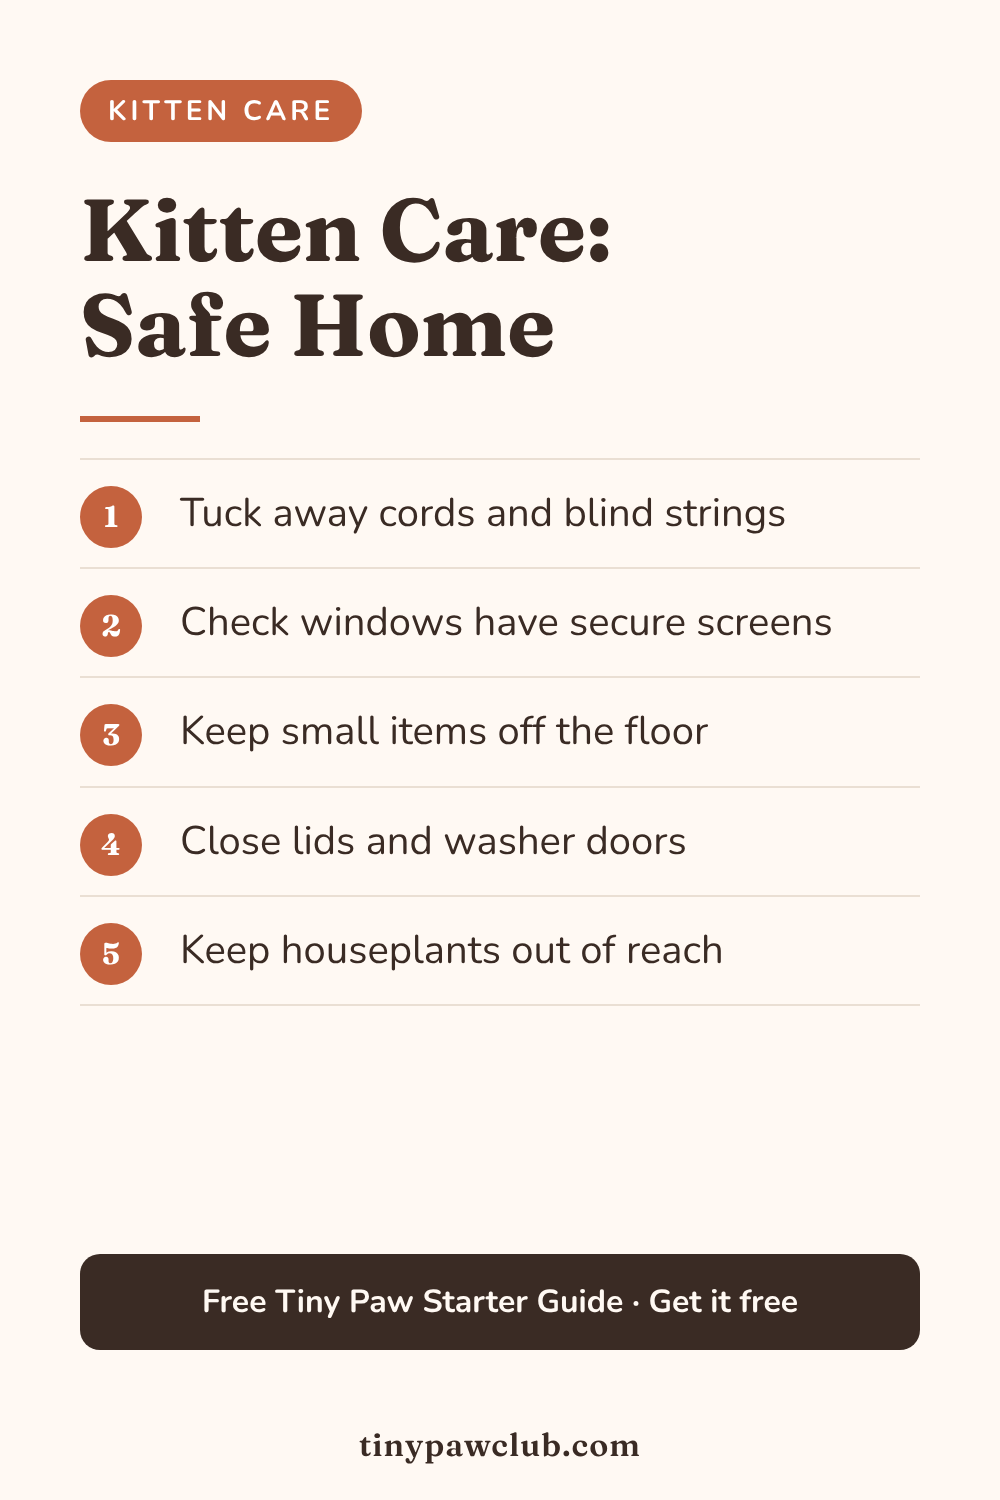 KITTEN CARE
Kitten Care:
Safe Home
1 Tuck away cords and blind strings
2 Check windows have secure screens
3 Keep small items off the floor
4 Close lids and washer doors
5 Keep houseplants out of reach
Free Tiny Paw Starter Guide · Get it free
tinypawclub.com